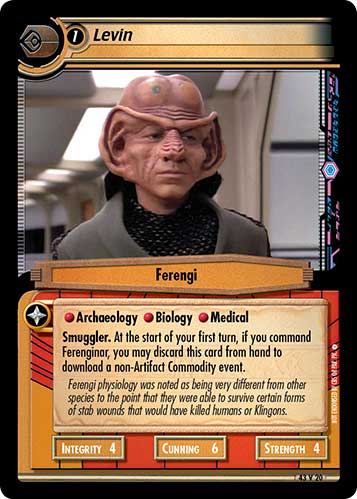 1 Levin
Ferengi
Archaeology Biology Medical
Smuggler. At the start of your first turn, if you command
Ferenginar, you may discard this card from hand to
download a non-Artifact Commodity event.
Ferengi physiology was noted as being very different from other
species to the point that they were able to survive certain forms
of stab wounds that would have killed humans or Klingons.
Integrity 4 Cunning 6 Strength 4
43 V 20